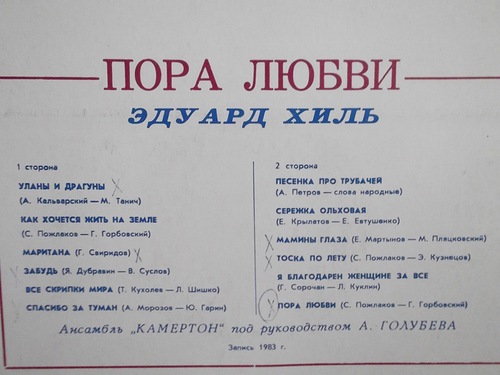 ПОРА ЛЮБВИ
ЭДУАРД ХИЛЬ
1 сторона
УЛАНЫ И ДРАГУНЫ
(А. Кальварский — М. Танич)
КАК ХОЧЕТСЯ ЖИТЬ НА ЗЕМЛЕ
(С. Пожлаков — Г. Горбовский)
МАРИТАНА (Г. Свиридов)
ЗАБУДЬ (Я. Дубравин — В. Суслов)
ВСЕ СКРИПКИ МИРА (Т. Кухолев — Л. Шишко)
СПАСИБО ЗА ТУМАН (А. Морозов — Ю. Гарин)
2 сторона
ПЕСЕНКА ПРО ТРУБАЧЕЙ
(А. Петров — слова народные)
СЕРЕЖКА ОЛЬХОВАЯ
(Е. Крылатов — Е. Евтушенко)
МАМИНЫ ГЛАЗА (Е. Мартынов — М. Пляцковский)
ТОСКА ПО ЛЕТУ (С. Пожлаков — Э. Кузнецов)
Я БЛАГОДАРЕН ЖЕНЩИНЕ ЗА ВСЕ
(Г. Сорочан — Л. Куклин)
ПОРА ЛЮБВИ (С. Пожлаков — Г. Горбовский)
Ансамбль „КАМЕРТОН" под руководством А. ГОЛУБЕВА
Запись 1983 г.